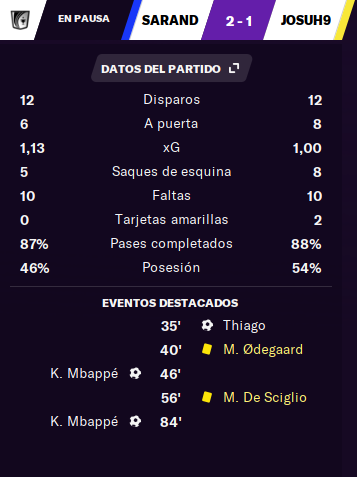 EN PAUSA SARAND 2 - 1 JOSUH9
DATOS DEL PARTIDO
12 Disparos 12
6 A puerta 8
1,13 xG 1,00
5 Saques de esquina 8
10 Faltas 10
0 Tarjetas amarillas 2
87% Pases completados 88%
46% Posesión 54%
EVENTOS DESTACADOS
35' Thiago
40' M. Ødegaard
K. Mbappé 46'
56' M. De Sciglio
K. Mbappé 84'